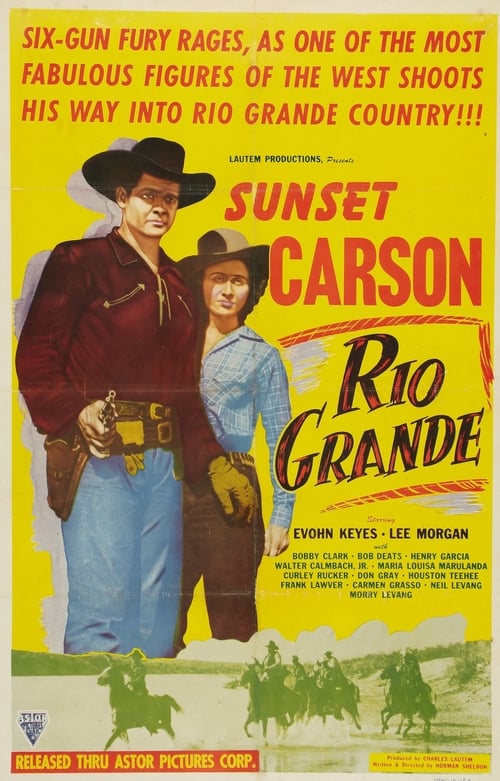 SIX-GUN FURY RAGES, AS ONE OF THE MOST
FABULOUS FIGURES OF THE WEST SHOOTS
HIS WAY INTO RIO GRANDE COUNTRY!!!
LAUTEM PRODUCTIONS, Presents
SUNSET
CARSON
RIO
GRANDE
Starring
EVOHN KEYES · LEE MORGAN
with
BOBBY CLARK · BOB DEATS · HENRY GARCIA
WALTER CALMBACH, JR. · MARIA LOUISA MARULANDA
CURLEY RUCKER · DON GRAY · HOUSTON TEEHEE
FRANK LAWVER · CARMEN GRASSO · NEIL LEVANG
MORRY LEVANG
ASTOR
PICTURES
RELEASED THRU ASTOR PICTURES CORP.
Produced by CHARLES LAUTEM
Written & Directed by NORMAN SHELDON